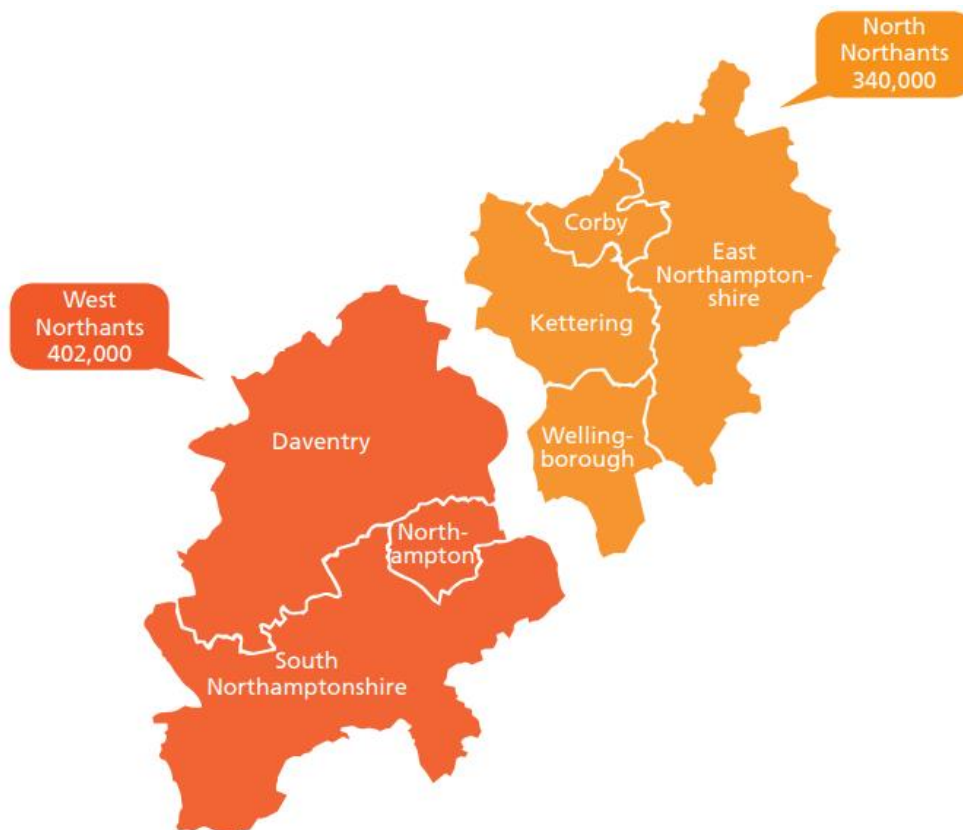 North
Northants
340,000
Corby
East
Northampton-
shire
West
Northants
402,000
Kettering
Daventry
Welling-
borough
North-
ampton
South
Northamptonshire